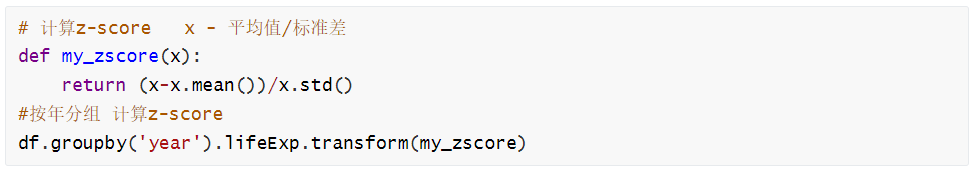 # 计算z-score   x - 平均值/标准差
def my_zscore(x):
    return (x-x.mean())/x.std()
#按年分组 计算z-score
df.groupby('year').lifeExp.transform(my_zscore)